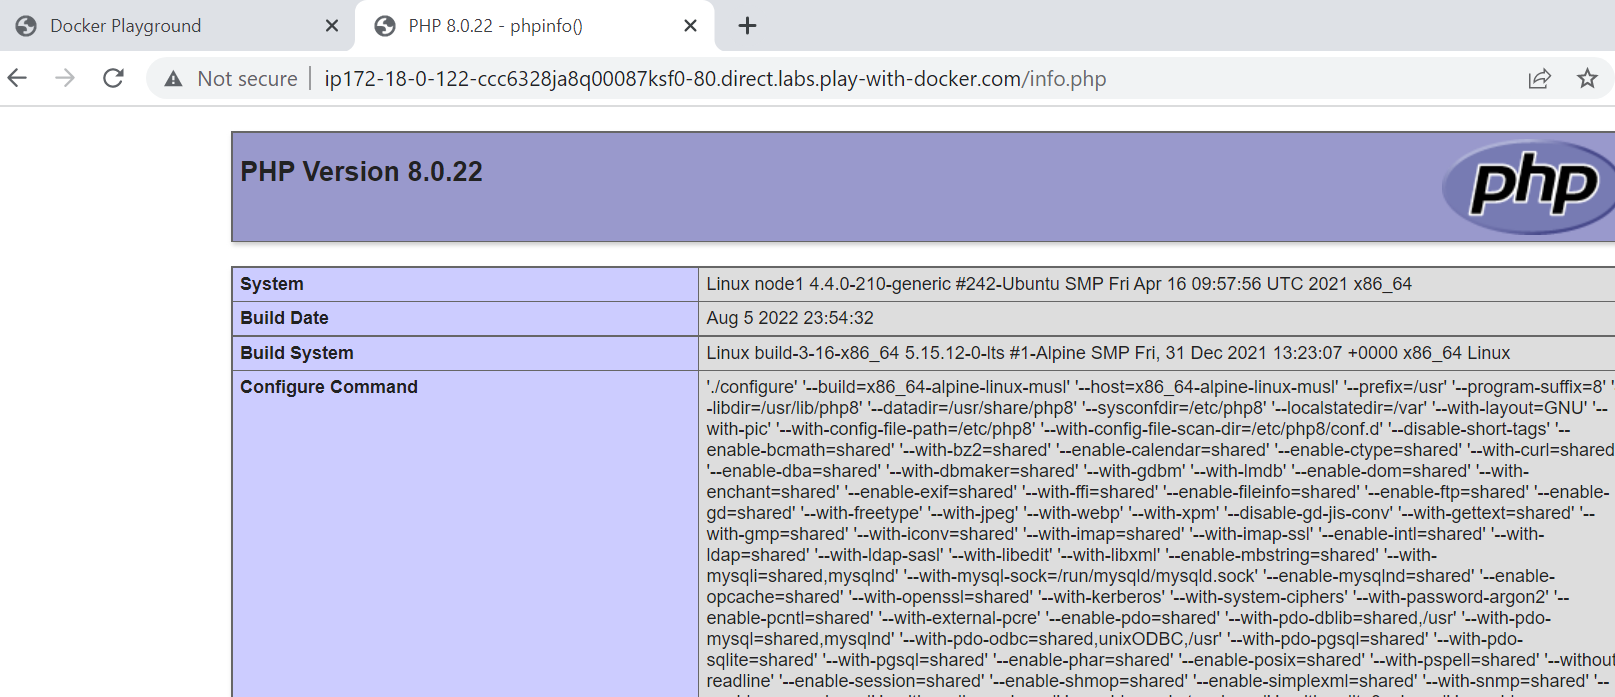 Docker Playground
PHP 8.0.22 - phpinfo()
Not secure
ip172-18-0-122-ccc6328ja8q00087ksf0-80.direct.labs.play-with-docker.com/info.php
PHP Version 8.0.22
php
System
Linux node1 4.4.0-210-generic #242-Ubuntu SMP Fri Apr 16 09:57:56 UTC 2021 x86_64
Build Date
Aug 5 2022 23:54:32
Build System
Linux build-3-16-x86_64 5.15.12-0-lts #1-Alpine SMP Fri, 31 Dec 2021 13:23:07 +0000 x86_64 Linux
Configure Command
'./configure' '--build=x86_64-alpine-linux-musl' '--host=x86_64-alpine-linux-musl' '--prefix=/usr' '--program-suffix=8' '
-libdir=/usr/lib/php8' '--datadir=/usr/share/php8' '--sysconfdir=/etc/php8' '--localstatedir=/var' '--with-layout=GNU' '--
with-pic' '--with-config-file-path=/etc/php8' '--with-config-file-scan-dir=/etc/php8/conf.d' '--disable-short-tags' '--
enable-bcmath=shared' '--with-bz2=shared' '--enable-calendar=shared' '--enable-ctype=shared' '--with-curl=shared
'--enable-dba=shared' '--with-dbmaker=shared' '--with-gdbm' '--with-lmdb' '--enable-dom=shared' '--with-
enchant=shared' '--enable-exif=shared' '--with-ffi=shared' '--enable-fileinfo=shared' '--enable-ftp=shared' '--enable-
gd=shared' '--with-freetype' '--with-jpeg' '--with-webp' '--with-xpm' '--disable-gd-jis-conv' '--with-gettext=shared' '--
with-gmp=shared' '--with-iconv=shared' '--with-imap=shared' '--with-imap-ssl' '--enable-intl=shared' '--with-
ldap=shared' '--with-ldap-sasl' '--with-libedit' '--with-libxml' '--enable-mbstring=shared' '--with-
mysqli=shared,mysqlnd' '--with-mysql-sock=/run/mysqld/mysqld.sock' '--enable-mysqlnd=shared' '--enable-
opcache=shared' '--with-openssl=shared' '--with-kerberos' '--with-system-ciphers' '--with-password-argon2' '--
enable-pcntl=shared' '--with-external-pcre' '--enable-pdo=shared' '--with-pdo-dblib=shared,/usr' '--with-pdo-
mysql=shared,mysqlnd' '--with-pdo-odbc=shared,unixODBC,/usr' '--with-pdo-pgsql=shared' '--with-pdo-
sqlite=shared' '--with-pgsql=shared' '--enable-phar=shared' '--enable-posix=shared' '--with-pspell=shared' '--without
readline' '--enable-session=shared' '--enable-shmop=shared' '--enable-simplexml=shared' '--with-snmp=shared' '--